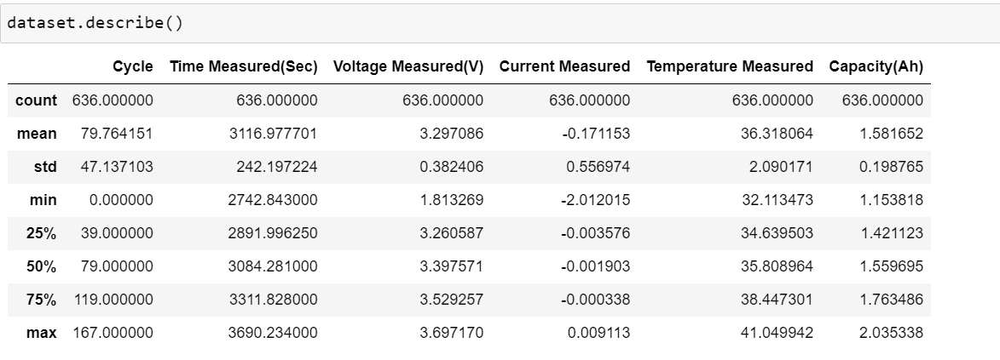 dataset.describe()
Cycle Time Measured(Sec) Voltage Measured(V) Current Measured Temperature Measured Capacity(Ah)
count 636.000000 636.000000 636.000000 636.000000 636.000000 636.000000
mean 79.764151 3116.977701 3.297086 -0.171153 36.318064 1.581652
std 47.137103 242.197224 0.382406 0.556974 2.090171 0.198765
min 0.000000 2742.843000 1.813269 -2.012015 32.113473 1.153818
25% 39.000000 2891.996250 3.260587 -0.003576 34.639503 1.421123
50% 79.000000 3084.281000 3.397571 -0.001903 35.808964 1.559695
75% 119.000000 3311.828000 3.529257 -0.000338 38.447301 1.763486
max 167.000000 3690.234000 3.697170 0.009113 41.049942 2.035338